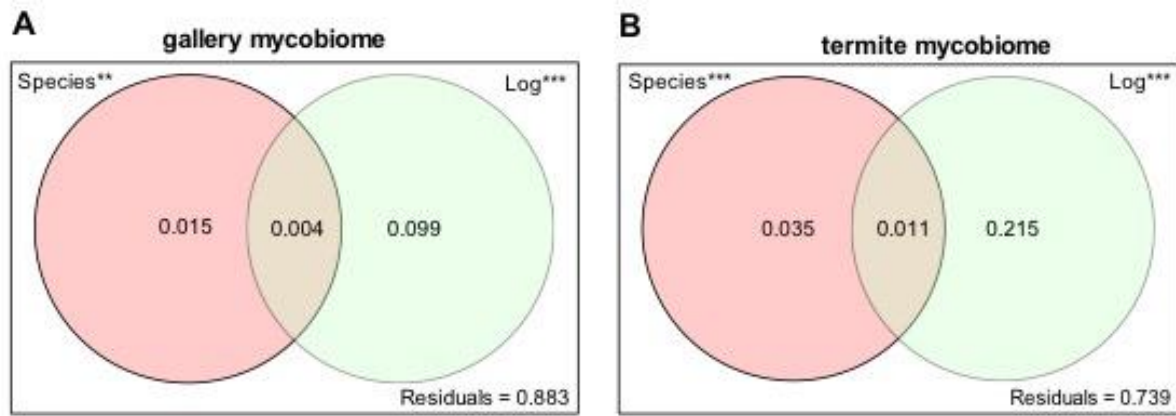 A
gallery mycobiome
Species**
Log***
0.015
0.004
0.099
Residuals = 0.883
B
termite mycobiome
Species***
Log***
0.035
0.011
0.215
Residuals = 0.739